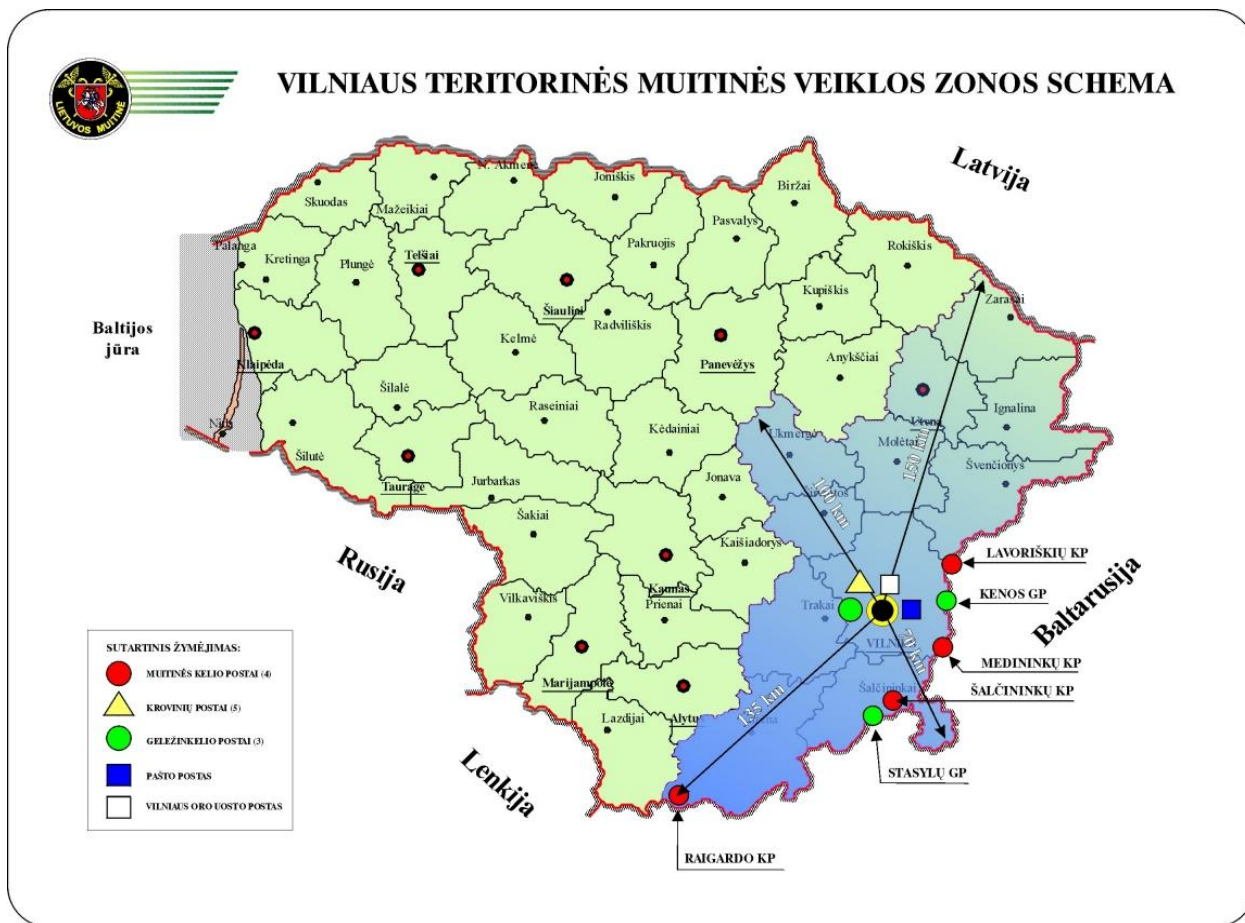 LIETUVOS MUITINĖ
VILNIAUS TERITORINĖS MUITINĖS VEIKLOS ZONOS SCHEMA
Latvija
N. Akmenė
Joniškis
Biržai
Skuodas
Mažeikiai
Pasvalys
Palanga
Kretinga
Plungė
Telšiai
Pakruojis
Rokiškis
Kupiškis
Zarasai
Šiauliai
Radviliškis
Baltijos
jūra
Klaipėda
Kelmė
Panevėžys
Anykščiai
Šilalė
Raseiniai
Kėdainiai
Ukmergė
Molėtai
Utena
Ignalina
Nida
Šilutė
Tauragė
Jurbarkas
Jonava
150 km
Švenčionys
Šakiai
Kaišiadorys
Širvintos
110 km
Rusija
LAVORIŠKIŲ KP
Kaunas
Vilkaviškis
Prienai
Trakai
KENOS GP
Baltarusija
VILNIUS
70 km
MEDININKŲ KP
SUTARTINIS ŽYMĖJIMAS:
MUITINĖS KELIO POSTAI (4)
KROVINIŲ POSTAI (5)
GELEŽINKELIO POSTAI (3)
PAŠTO POSTAS
VILNIAUS ORO UOSTO POSTAS
Marijampolė
Šalčininkai
ŠALČININKŲ KP
Lazdijai
Alytus
135 km
Lenkija
STASYLŲ GP
RAIGARDO KP